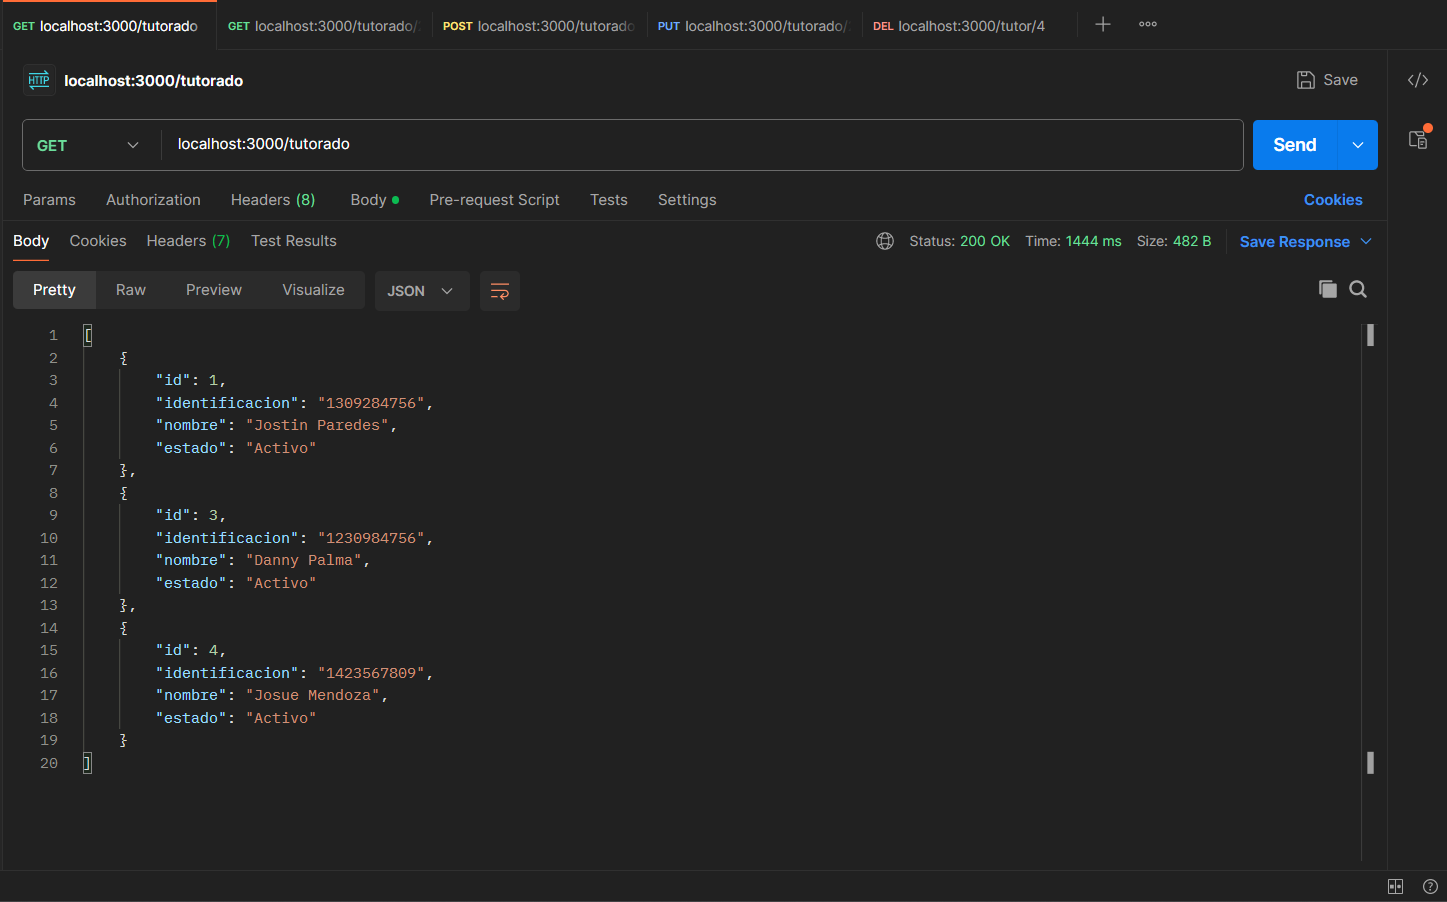 GET localhost:3000/tutorado
GET localhost:3000/tutorado/
POST localhost:3000/tutorado
PUT localhost:3000/tutorado/
DEL localhost:3000/tutor/4
HTTP localhost:3000/tutorado
Save
</>
GET localhost:3000/tutorado
Send
Params Authorization Headers (8) Body Pre-request Script Tests Settings Cookies
Body Cookies Headers (7) Test Results Status: 200 OK Time: 1444 ms Size: 482 B Save Response
Pretty Raw Preview Visualize JSON
1 [
2 {
3 "id": 1,
4 "identificacion": "1309284756",
5 "nombre": "Jostin Paredes",
6 "estado": "Activo"
7 },
8 {
9 "id": 3,
10 "identificacion": "1230984756",
11 "nombre": "Danny Palma",
12 "estado": "Activo"
13 },
14 {
15 "id": 4,
16 "identificacion": "1423567809",
17 "nombre": "Josue Mendoza",
18 "estado": "Activo"
19 }
20 ]